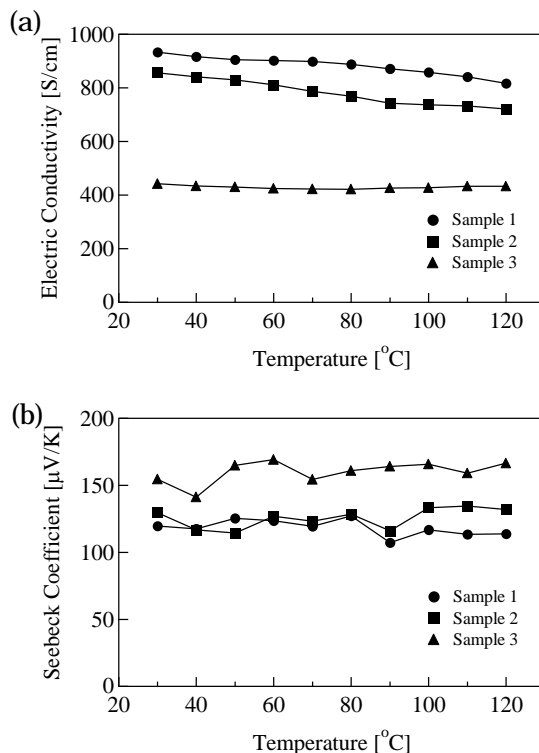 (a)
1000
800
600
400
200
0
Electric Conductivity [S/cm]
Sample 1
Sample 2
Sample 3
20 40 60 80 100 120
Temperature [°C]
(b)
200
150
100
50
0
Seebeck Coefficient [μV/K]
Sample 1
Sample 2
Sample 3
20 40 60 80 100 120
Temperature [°C]